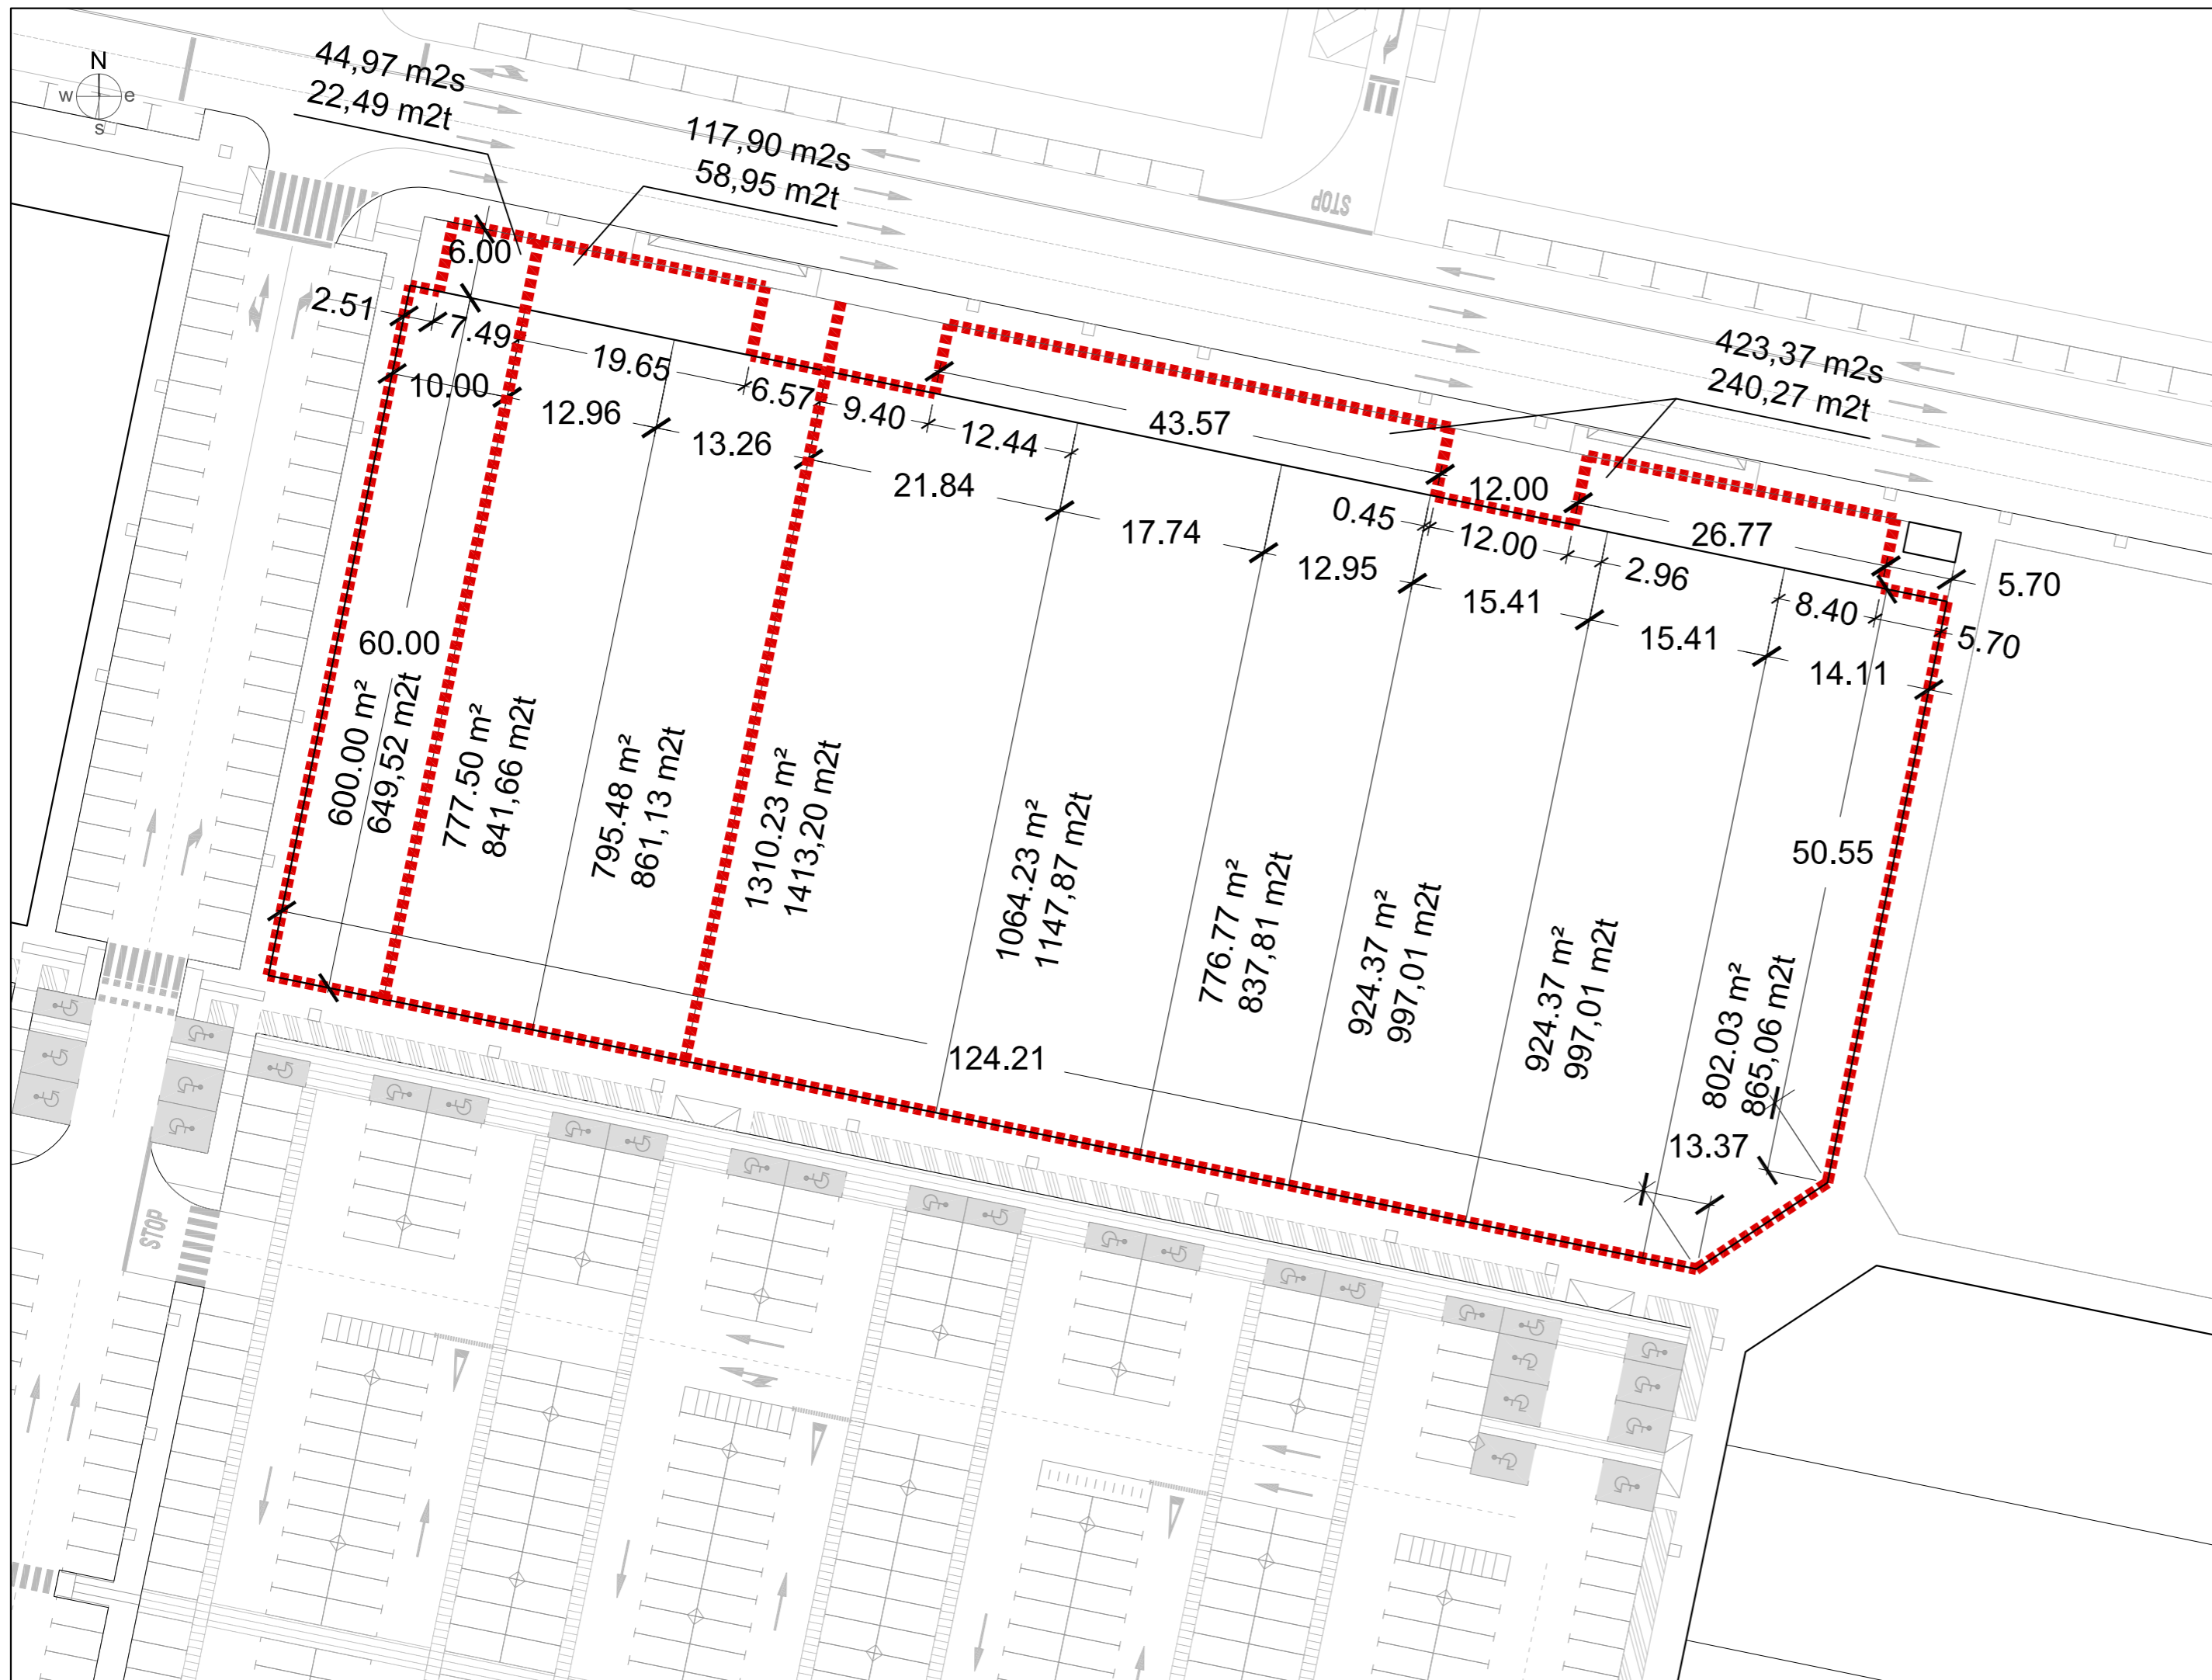 N
w
e
s
44,97 m2s
22,49 m2t
117,90 m2s
58,95 m2t
STOP
423,37 m2s
240,27 m2t
6.00
2.51
7.49
10.00
19.65
12.96
6.57
13.26
9.40
12.44
21.84
43.57
17.74
0.45
12.00
12.00
12.95
15.41
2.96
26.77
15.41
8.40
5.70
5.70
14.11
60.00
50.55
600.00 m²
649,52 m2t
777.50 m²
841,66 m2t
795.48 m²
861,13 m2t
1310.23 m²
1413,20 m2t
1064.23 m²
1147,87 m2t
776.77 m²
837,81 m2t
924.37 m²
997,01 m2t
924.37 m²
997,01 m2t
802.03 m²
865,06 m2t
124.21
13.37
STOP